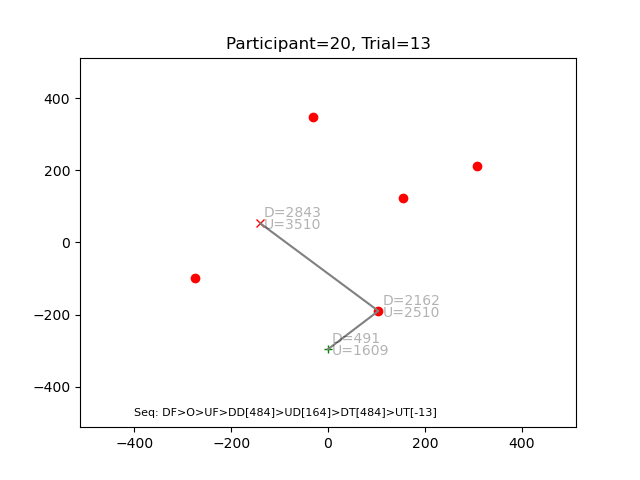 Participant=20, Trial=13
400
200
0
−200
−400
D=2843
U=3510
D=2162
U=2510
D=491
U=1609
Seq: DF>O>UF>DD[484]>UD[164]>DT[484]>UT[-13]
−400 −200 0 200 400